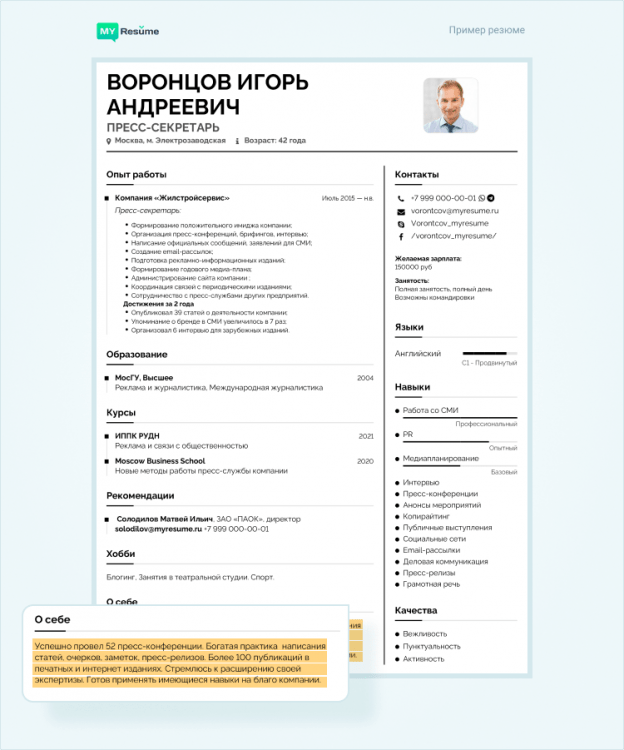 MY Resume
Пример резюме
ВОРОНЦОВ ИГОРЬ
АНДРЕЕВИЧ
ПРЕСС-СЕКРЕТАРЬ
Москва, м. Электрозаводская Возраст: 42 года
Опыт работы
Компания «Жилстройсервис» Июль 2015 — н.в.
Пресс-секретарь:
Формирование положительного имиджа компании;
Организация пресс-конференций, брифингов, интервью;
Написание официальных сообщений, заявлений для СМИ;
Создание email-рассылок;
Подготовка рекламно-информационных изданий;
Формирование годового медиа-плана;
Администрирование сайта компании ;
Координация связей с периодическими изданиями;
Сотрудничество с пресс-службами других предприятий.
Достижения за 2 года
Опубликовал 39 статей о деятельности компании;
Упоминание о бренде в СМИ увеличилось в 7 раз;
Организовал 6 интервью для зарубежных изданий.
Образование
МосГУ, Высшее 2004
Реклама и журналистика, Международная журналистика
Курсы
ИППК РУДН 2021
Реклама и связи с общественностью
Moscow Business School 2020
Новые методы работы пресс-службы компании
Рекомендации
Солодилов Матвей Ильич, ЗАО «ПАОК», директор
solodilov@myresume.ru +7 999 000-00-01
Хобби
Блогинг, Занятия в театральной студии. Спорт.
О себе
О себе
Успешно провел 52 пресс-конференции. Богатая практика написания
статей, очерков, заметок, пресс-релизов. Более 100 публикаций в
печатных и интернет изданиях. Стремлюсь к расширению своей
экспертизы. Готов применять имеющиеся навыки на благо компании.
Контакты
+7 999 000-00-01
vorontcov@myresume.ru
Vorontcov_myresume
/vorontcov_myresume/
Желаемая зарплата:
150000 руб
Занятость:
Полная занятость, полный день
Возможны командировки
Языки
Английский
C1 - Продвинутый
Навыки
Работа со СМИ
Профессиональный
PR
Опытный
Медиапланирование
Базовый
Интервью
Пресс-конференции
Анонсы мероприятий
Копирайтинг
Публичные выступления
Социальные сети
Email-рассылки
Деловая коммуникация
Пресс-релизы
Грамотная речь
Качества
Вежливость
Пунктуальность
Активность